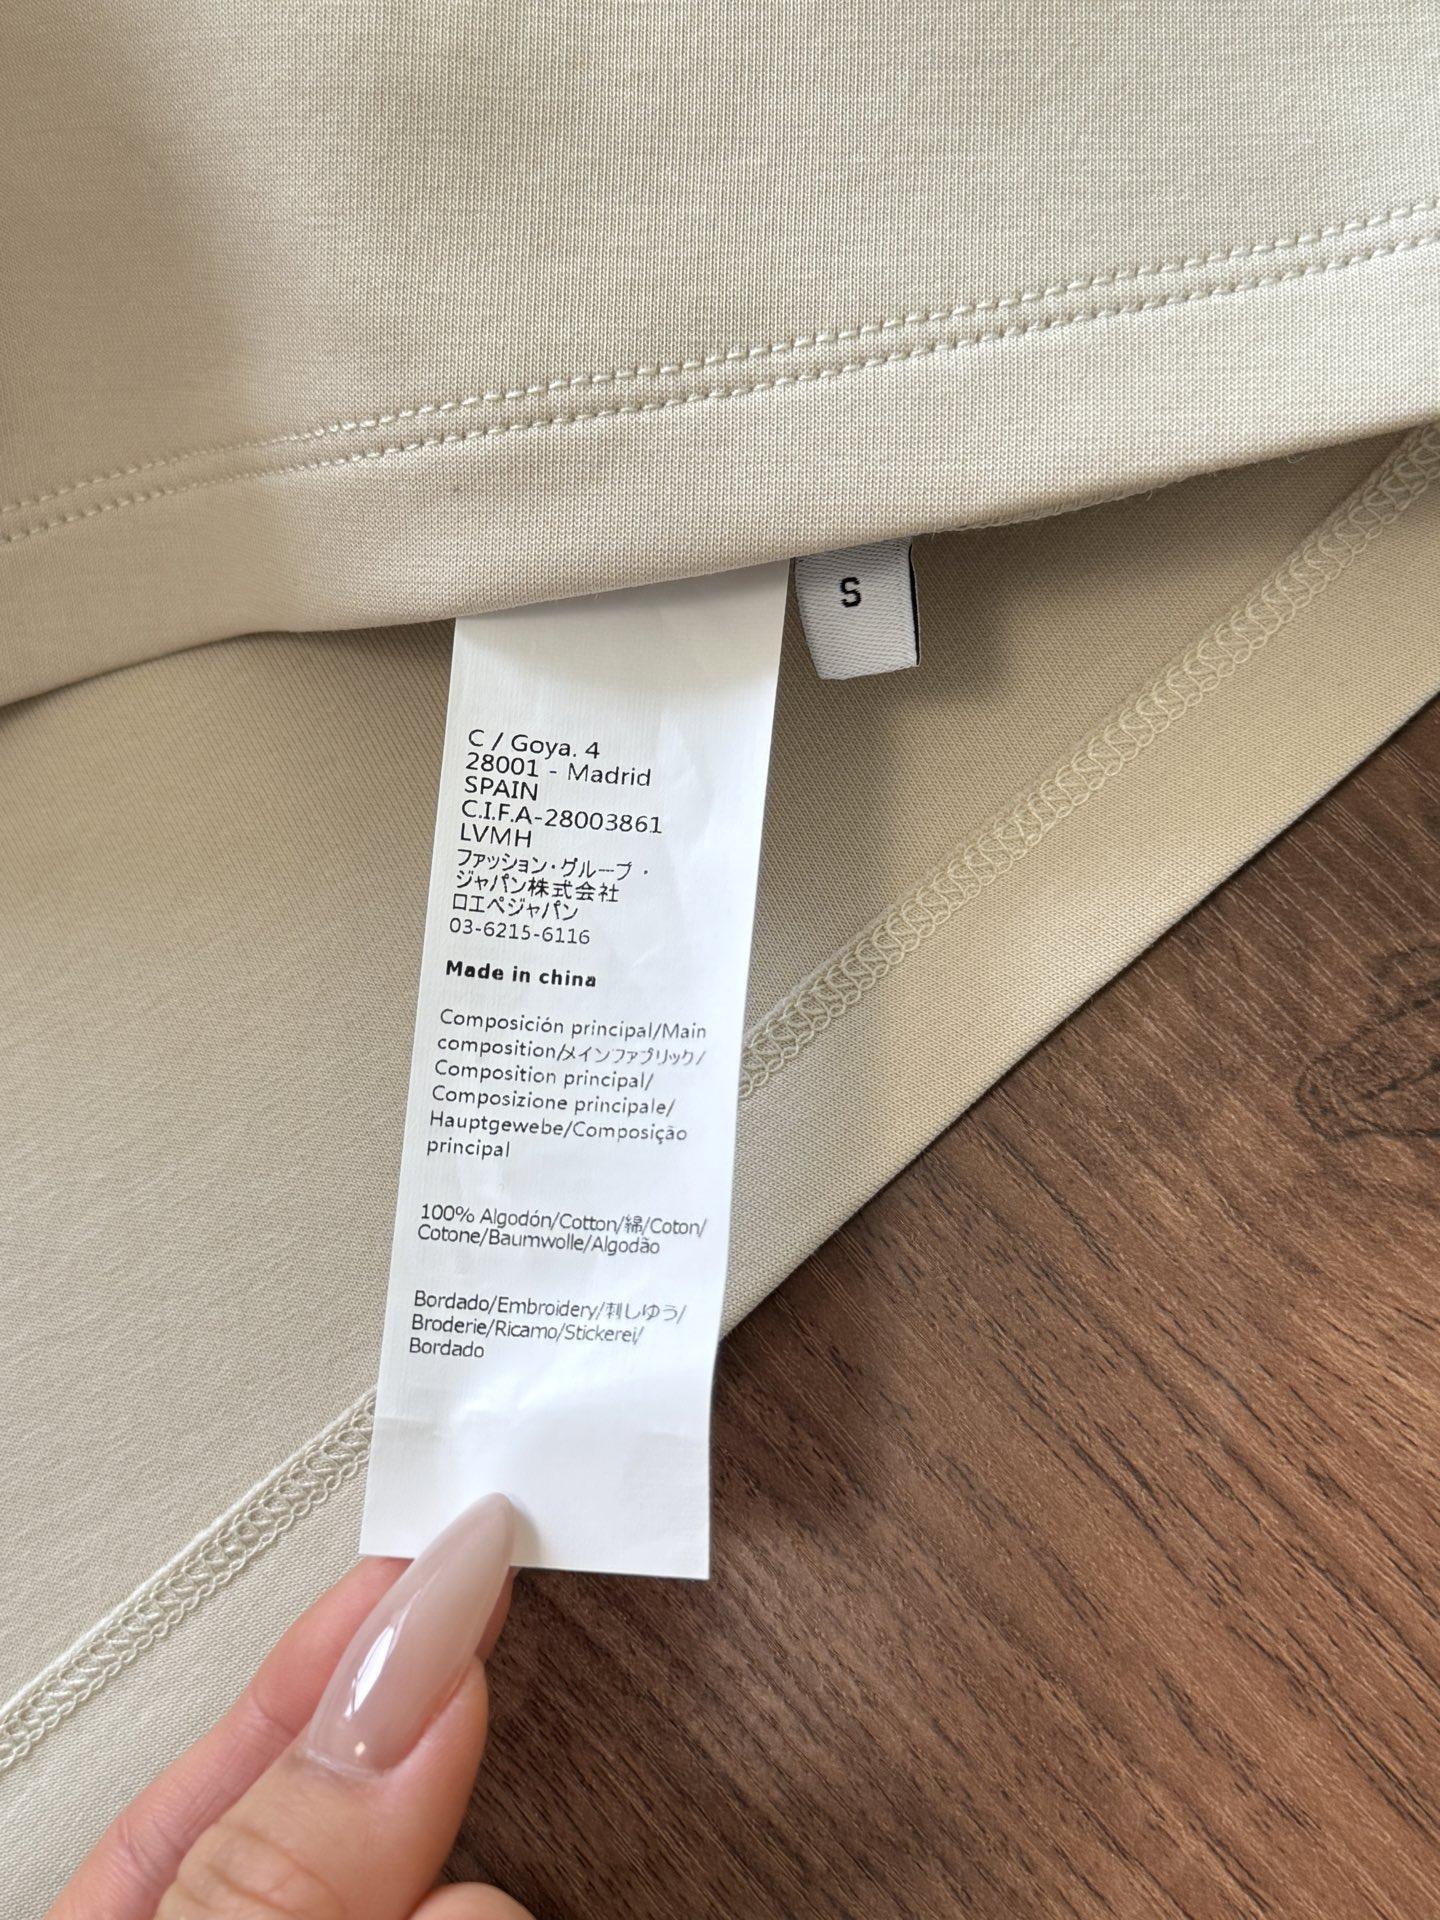 S
C / Goya. 4
28001 - Madrid
SPAIN
C.I.F.A-28003861
LVMH
ファッション・グループ・
ジャパン株式会社
ロエベジャパン
03-6215-6116
Made in china
Composición principal/Main
composition/メインファブリック/
Composition principal/
Composizione principale/
Hauptgewebe/Composição
principal
100% Algodón/Cotton/綿/Coton/
Cotone/Baumwolle/Algodão
Bordado/Embroidery/刺しゆう/
Broderie/Ricamo/Stickerei/
Bordado